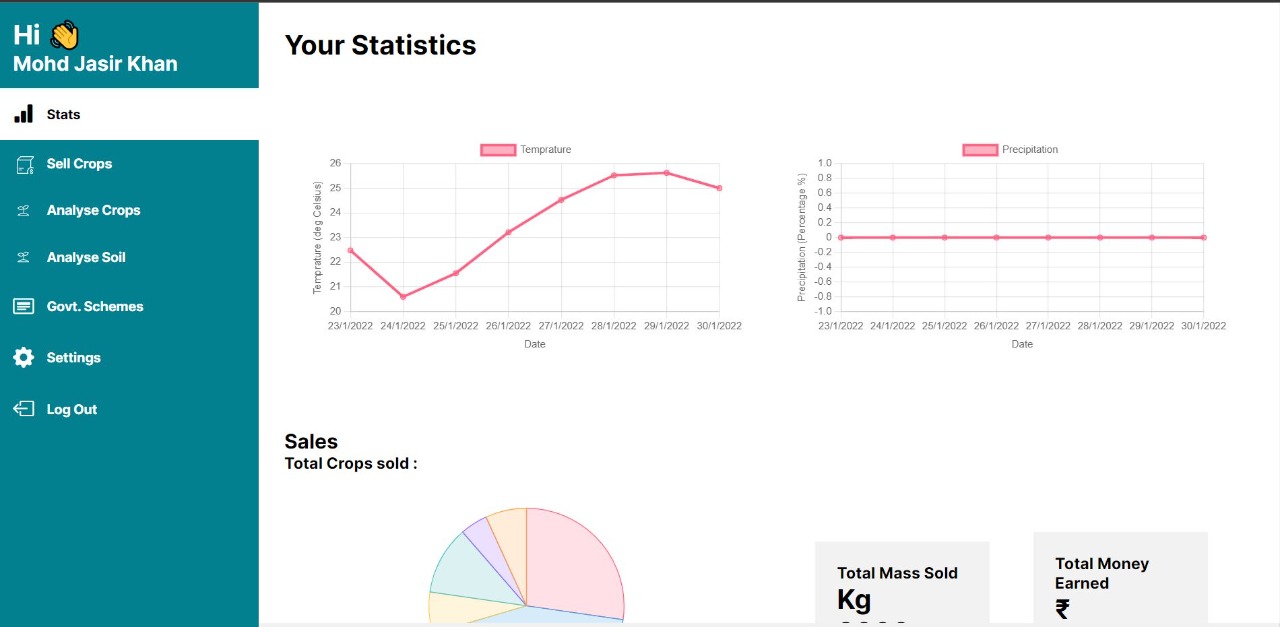 Hi 👋
Mohd Jasir Khan
Stats
Sell Crops
Analyse Crops
Analyse Soil
Govt. Schemes
Settings
Log Out
Your Statistics
Temprature
26
25
24
23
22
21
20
Temprature (deg Celsius)
23/1/2022 24/1/2022 25/1/2022 26/1/2022 27/1/2022 28/1/2022 29/1/2022 30/1/2022
Date
Precipitation
1.0
0.8
0.6
0.4
0.2
0
-0.2
-0.4
-0.6
-0.8
-1.0
Precipitation (Percentage %)
23/1/2022 24/1/2022 25/1/2022 26/1/2022 27/1/2022 28/1/2022 29/1/2022 30/1/2022
Date
Sales
Total Crops sold :
Total Mass Sold
Kg
Total Money
Earned
₹